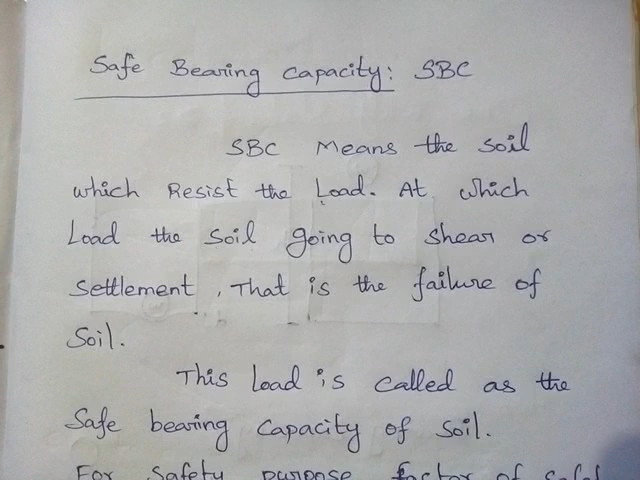 Safe Bearing Capacity: SBC
SBC Means the Soil
which Resist the Load. At which
Load the Soil going to Shear or
Settlement, That is the failure of
Soil.
This Load is Called as the
Safe bearing Capacity of Soil.
For Safety purpose factor of